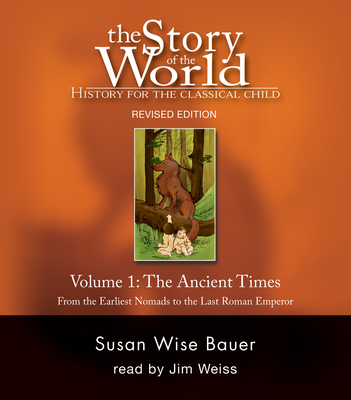 the Story
of the
World
HISTORY FOR THE CLASSICAL CHILD
REVISED EDITION
Volume 1: The Ancient Times
From the Earliest Nomads to the Last Roman Emperor
Susan Wise Bauer
read by Jim Weiss